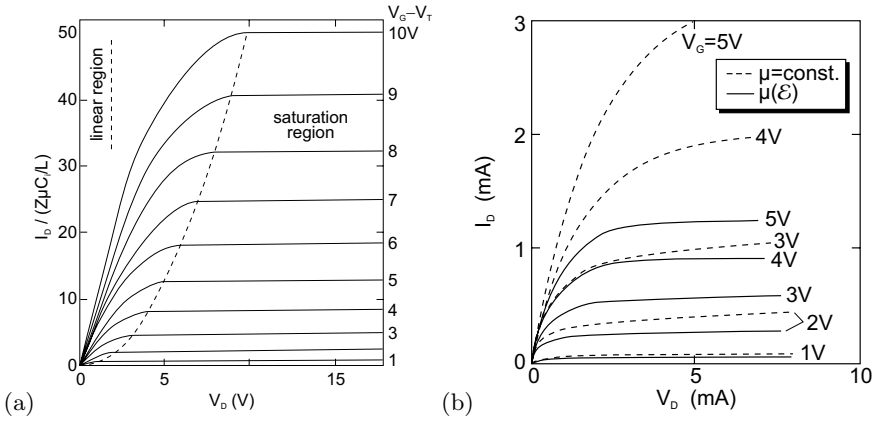 V_G–V_T
10V
9
8
7
6
5
4
3
1
50
40
30
20
10
0
0
5
10
15
I_D / (ZµC_i/L)
V_D (V)
linear region
saturation
region
(a)
V_G=5V
µ=const.
µ(ℰ)
4V
5V
3V
4V
3V
2V
1V
3
2
1
0
0
5
10
I_D (mA)
V_D (mA)
(b)